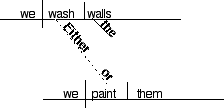 we wash walls
the
Either
or
we paint them